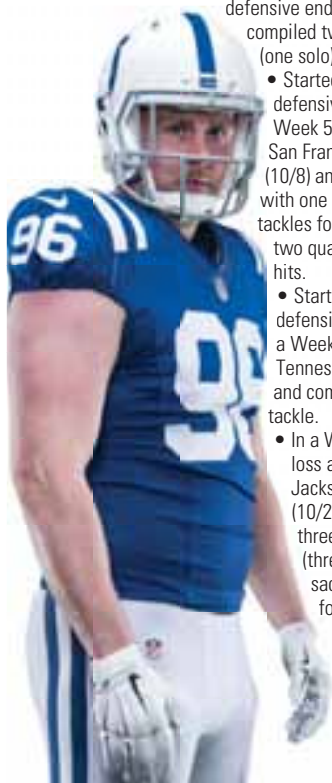 defensive end
compiled tw
(one solo)
• Started
defensiv
Week 5
San Fran
(10/8) an
with one
tackles fo
two qua
hits.
• Start
defensi
a Week
Tennes
and com
tackle.
• In a W
loss a
Jacks
(10/2
three
(thre
sac
fo
96
96